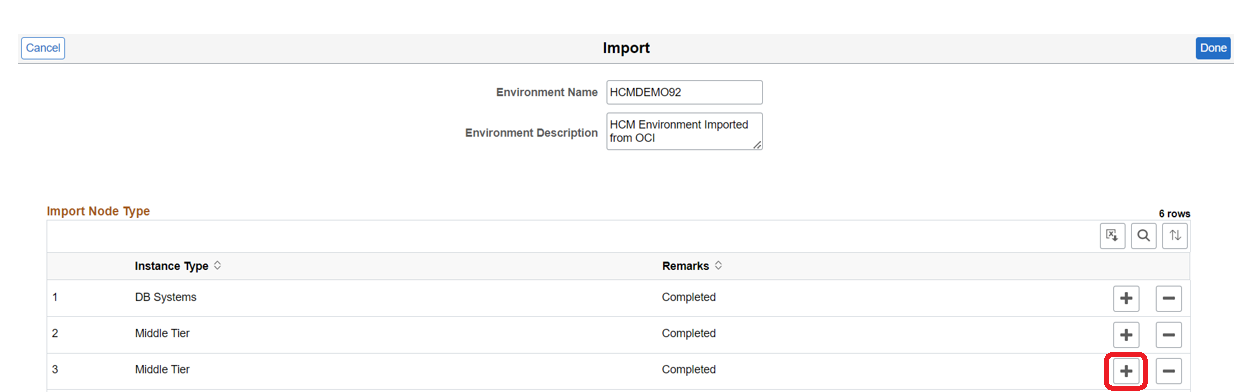 Cancel Import Done
Environment Name HCMDEMO92
Environment Description HCM Environment Imported
from OCI
Import Node Type 6 rows
Instance Type Remarks
1 DB Systems Completed
2 Middle Tier Completed
3 Middle Tier Completed